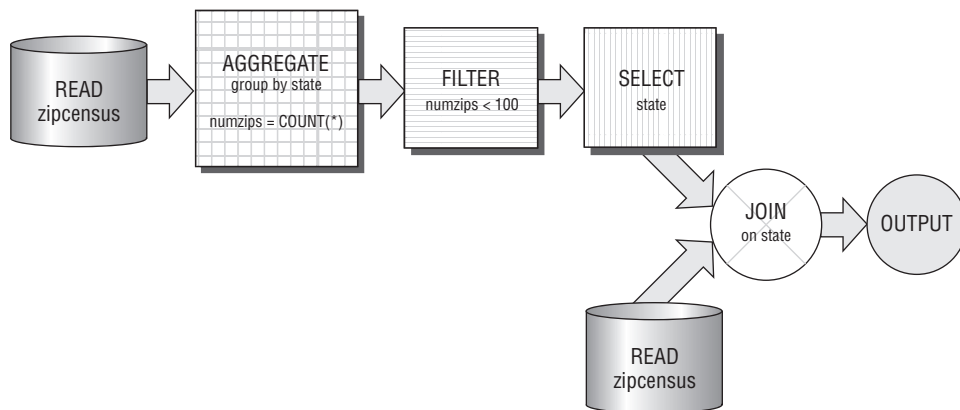 READ
zipcensus
AGGREGATE
group by state
numzips = COUNT(*)
FILTER
numzips < 100
SELECT
state
JOIN
on state
OUTPUT
READ
zipcensus